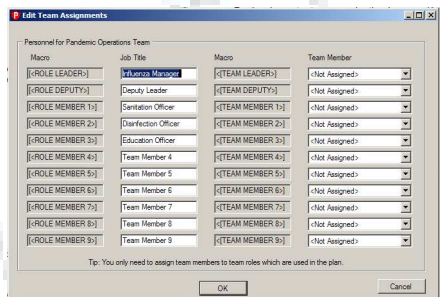 Edit Team Assignments
Personnel for Pandemic Operations Team
Macro Job Title Macro Team Member
[<ROLE LEADER>] Influenza Manager [<TEAM LEADER>] <Not Assigned>
[<ROLE DEPUTY>] Deputy Leader [<TEAM DEPUTY>] <Not Assigned>
[<ROLE MEMBER 1>] Sanitation Officer [<TEAM MEMBER 1>] <Not Assigned>
[<ROLE MEMBER 2>] Disinfection Officer [<TEAM MEMBER 2>] <Not Assigned>
[<ROLE MEMBER 3>] Education Officer [<TEAM MEMBER 3>] <Not Assigned>
[<ROLE MEMBER 4>] Team Member 4 [<TEAM MEMBER 4>] <Not Assigned>
[<ROLE MEMBER 5>] Team Member 5 [<TEAM MEMBER 5>] <Not Assigned>
[<ROLE MEMBER 6>] Team Member 6 [<TEAM MEMBER 6>] <Not Assigned>
[<ROLE MEMBER 7>] Team Member 7 [<TEAM MEMBER 7>] <Not Assigned>
[<ROLE MEMBER 8>] Team Member 8 [<TEAM MEMBER 8>] <Not Assigned>
[<ROLE MEMBER 9>] Team Member 9 [<TEAM MEMBER 9>] <Not Assigned>
Tip: You only need to assign team members to team roles which are used in the plan.
OK Cancel